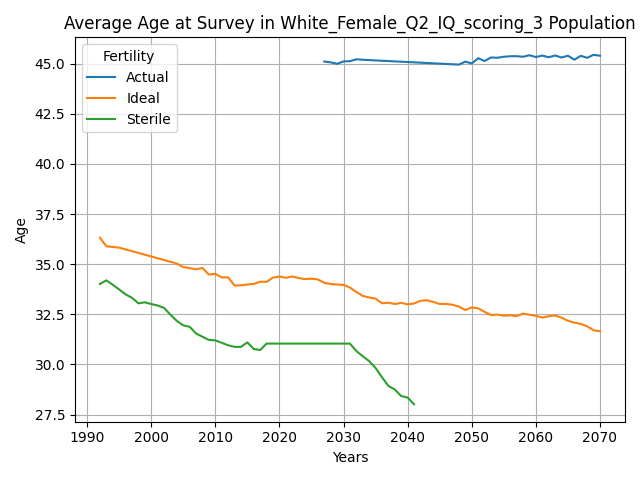 Average Age at Survey in White_Female_Q2_IQ_scoring_3 Population
Fertility
Actual
Ideal
Sterile
Age
45.0
42.5
40.0
37.5
35.0
32.5
30.0
27.5
1990 2000 2010 2020 2030 2040 2050 2060 2070
Years